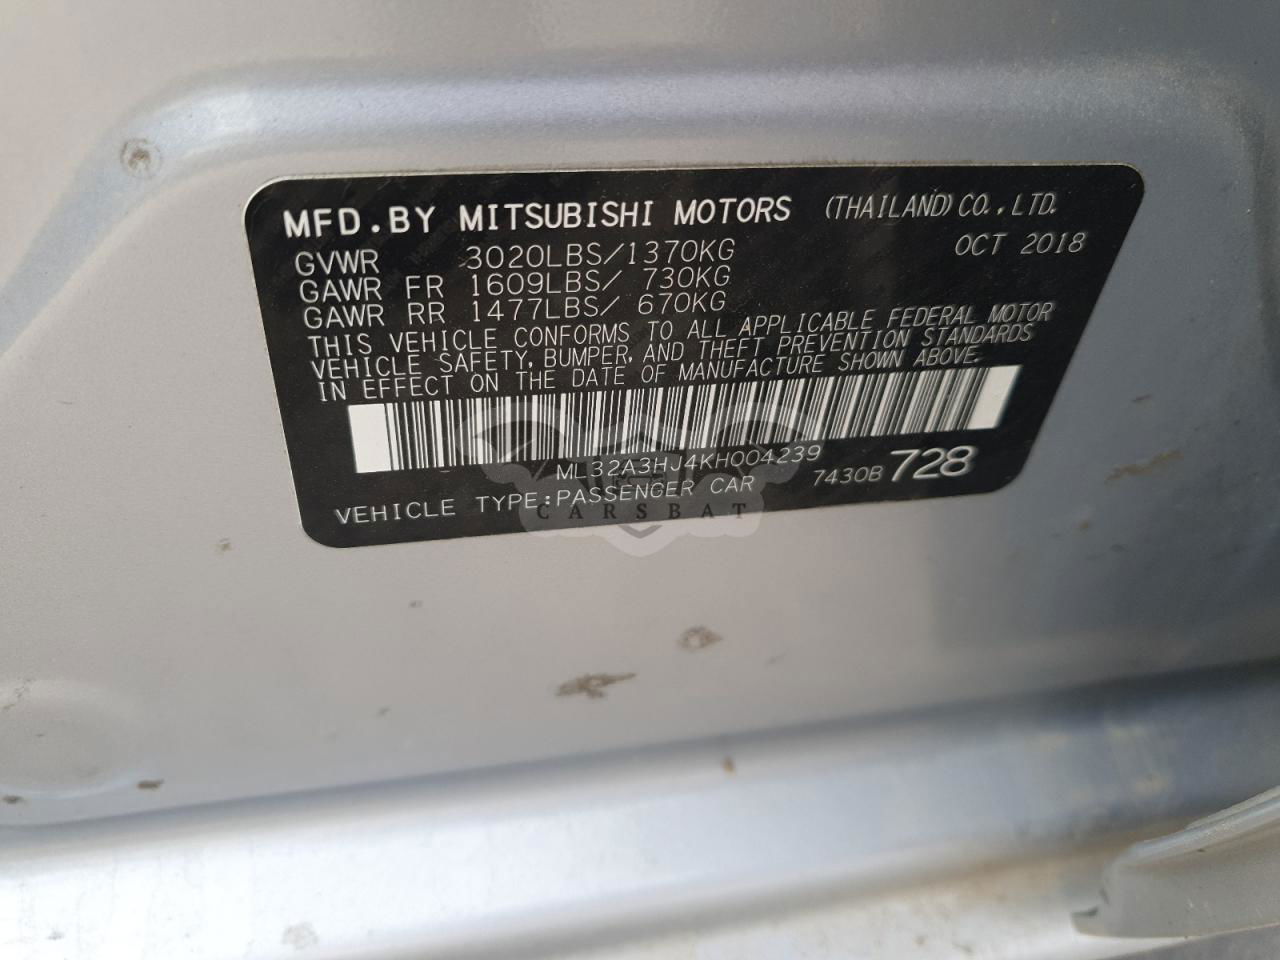 MFD.BY MITSUBISHI MOTORS (THAILAND)CO.,LTD.
OCT 2018
GVWR 3020LBS/1370KG
GAWR FR 1609LBS/ 730KG
GAWR RR 1477LBS/ 670KG
THIS VEHICLE CONFORMS TO ALL APPLICABLE FEDERAL MOTOR
VEHICLE SAFETY, BUMPER, AND THEFT PREVENTION STANDARDS
IN EFFECT ON THE DATE OF MANUFACTURE SHOWN ABOVE.
ML32A3HJ4KH004239
VEHICLE TYPE:PASSENGER CAR 7430B 728
CARSBAT